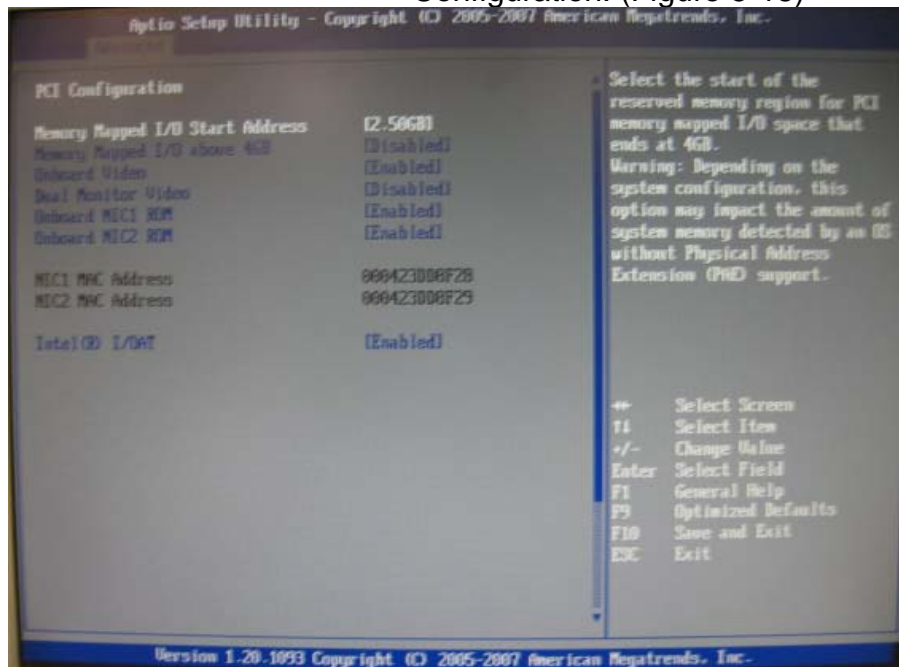 Configuration. (Figure 3-
Aptio Setup Utility - Copyright (C) 2005-2007 American Megatrends, Inc.
Advanced
PCI Configuration
Memory Mapped I/O Start Address [2.50GB]
Memory Mapped I/O above 4GB [Disabled]
Onboard Video [Enabled]
Dual Monitor Video [Disabled]
Onboard NIC1 ROM [Enabled]
Onboard NIC2 ROM [Enabled]
NIC1 MAC Address 000423DD8F28
NIC2 MAC Address 000423DD8F29
Intel(R) I/OAT [Enabled]
Select the start of the
reserved memory region for PCI
memory mapped I/O space that
ends at 4GB.
Warning: Depending on the
system configuration, this
option may impact the amount of
system memory detected by an OS
without Physical Address
Extension (PAE) support.
Select Screen
↑↓ Select Item
+/- Change Value
Enter Select Field
F1 General Help
F9 Optimized Defaults
F10 Save and Exit
ESC Exit
Version 1.20.1093 Copyright (C) 2005-2007 American Megatrends, Inc.